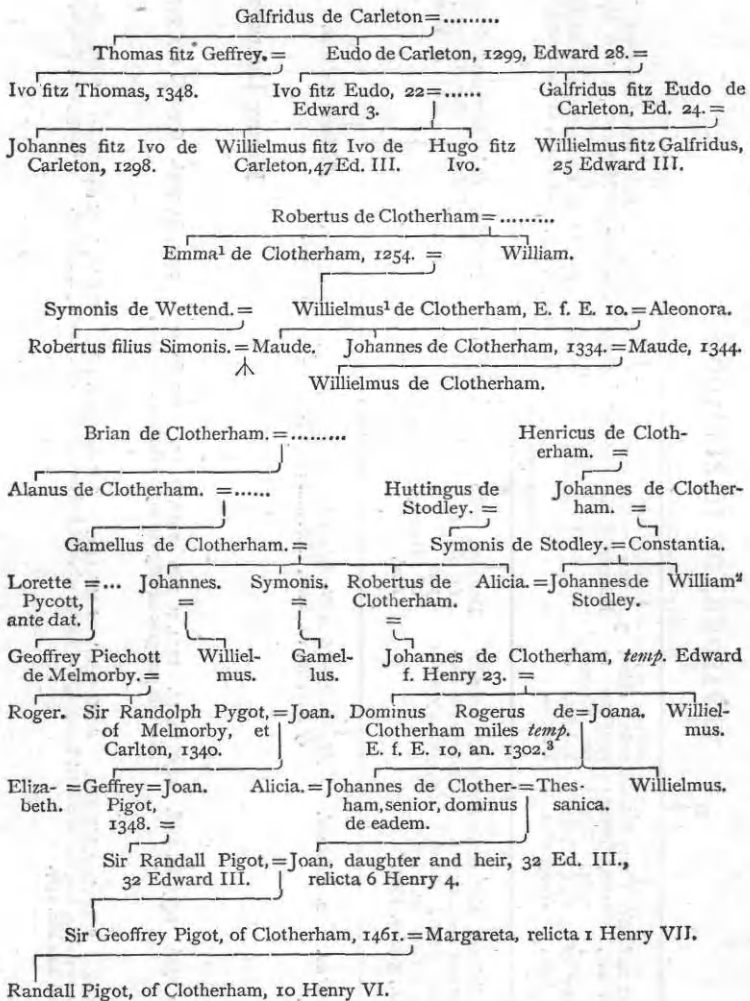 Galfridus de Carleton=.........
Thomas fitz Geffrey.= Eudo de Carleton, 1299, Edward 28.=
Ivo fitz Thomas, 1348. Ivo fitz Eudo, 22=...... Galfridus fitz Eudo de
Edward 3. Carleton, Ed. 24.=
Johannes fitz Ivo de Willielmus fitz Ivo de Hugo fitz Willielmus fitz Galfridus,
Carleton, 1298. Carleton, 47 Ed. III. Ivo. 25 Edward III.
Robertus de Clotherham=.........
Emma¹ de Clotherham, 1254. = William.
Symonis de Wettend.= Willielmus¹ de Clotherham, E. f. E. 10.=Aleonora.
Robertus filius Simonis.=Maude. Johannes de Clotherham, 1334.=Maude, 1344.
Willielmus de Clotherham.
Brian de Clotherham.=......... Henricus de Cloth-
erham. =
Alanus de Clotherham. =...... Huttingus de Johannes de Clother-
Stodley. = ham. =
Gamellus de Clotherham.= Symonis de Stodley.=Constantia.
Lorette =... Johannes. Symonis. Robertus de Alicia.=Johannes de William²
Pycott, = = Clotherham. Stodley.
ante dat. =
Geoffrey Piechott Williel- Gamel- Johannes de Clotherham, temp. Edward
de Melmorby.= mus. lus. f. Henry 23. =
Roger. Sir Randolph Pygot,=Joan. Dominus Rogerus de=Joana. Williel-
of Melmorby, et Clotherham miles temp. mus.
Carlton, 1340. E. f. E. 10, an. 1302.³
Eliza- =Geffrey=Joan. Alicia.=Johannes de Clother-=Thes- Willielmus.
beth. Pigot, ham, senior, dominus sanica.
1348. = de eadem.
Sir Randall Pigot,=Joan, daughter and heir, 32 Ed. III.,
32 Edward III. relicta 6 Henry 4.
Sir Geoffrey Pigot, of Clotherham, 1461.=Margareta, relicta 1 Henry VII.
Randall Pigot, of Clotherham, 10 Henry VI.